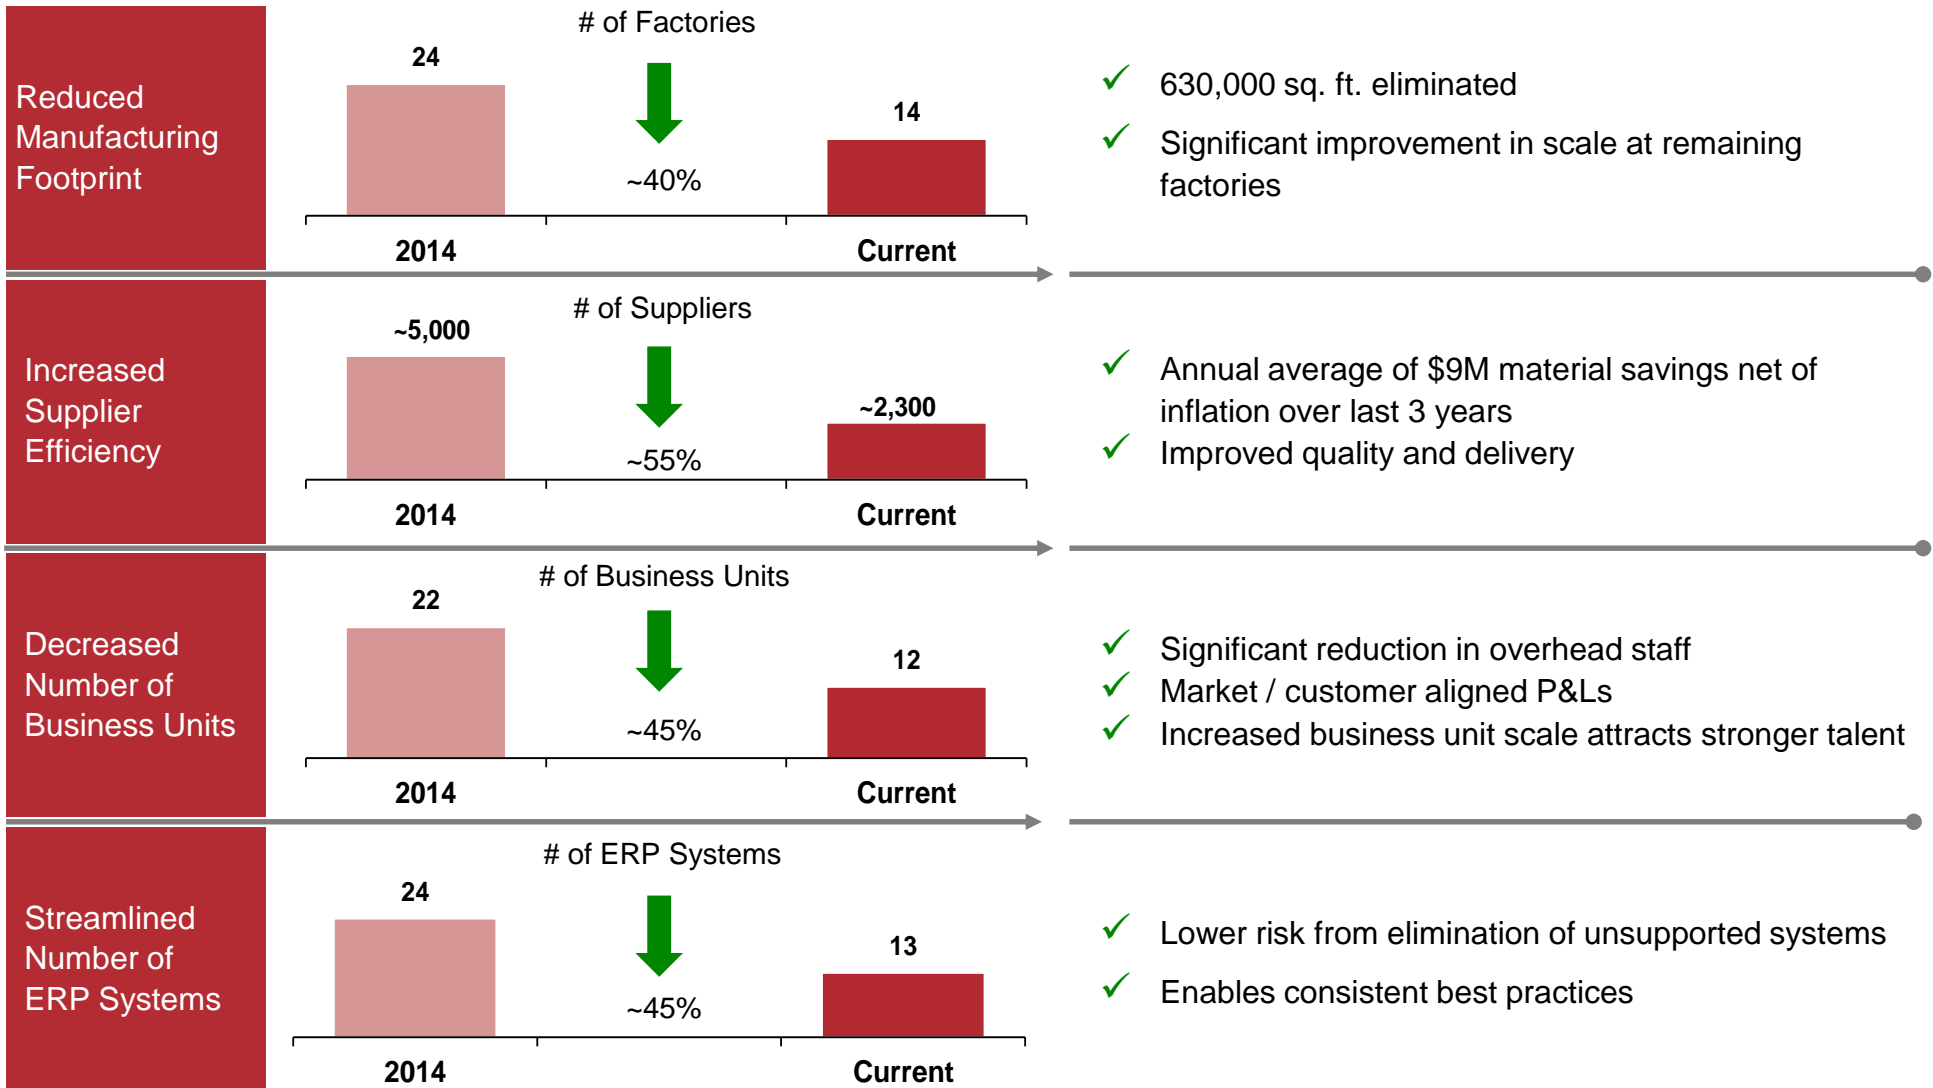 Reduced
Manufacturing
Footprint
# of Factories
24
14
~40%
2014
Current
630,000 sq. ft. eliminated
Significant improvement in scale at remaining
factories
Increased
Supplier
Efficiency
# of Suppliers
~5,000
~2,300
~55%
2014
Current
Annual average of $9M material savings net of
inflation over last 3 years
Improved quality and delivery
Decreased
Number of
Business Units
# of Business Units
22
12
~45%
2014
Current
Significant reduction in overhead staff
Market / customer aligned P&Ls
Increased business unit scale attracts stronger talent
Streamlined
Number of
ERP Systems
# of ERP Systems
24
13
~45%
2014
Current
Lower risk from elimination of unsupported systems
Enables consistent best practices